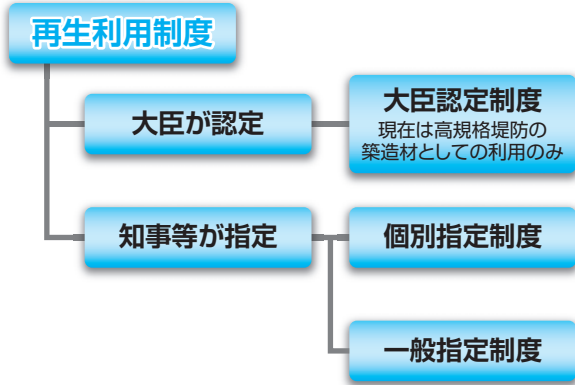 再生利用制度
大臣が認定
大臣認定制度
現在は高規格堤防の
築造材としての利用のみ
知事等が指定
個別指定制度
一般指定制度